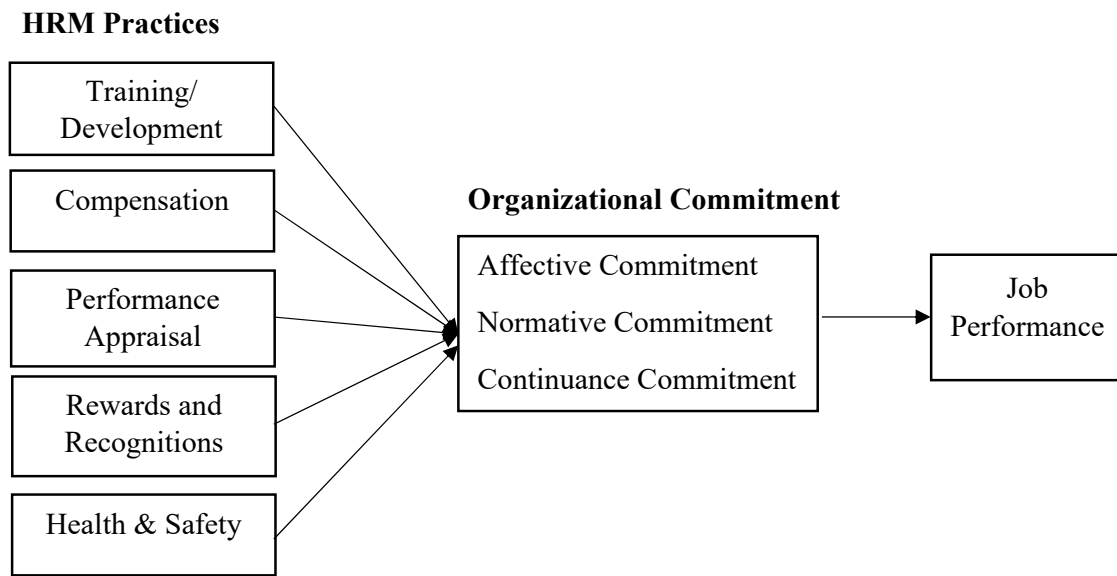 HRM Practices
Training/
Development
Compensation
Performance
Appraisal
Rewards and
Recognitions
Health & Safety
Organizational Commitment
Affective Commitment
Normative Commitment
Continuance Commitment
Job
Performance